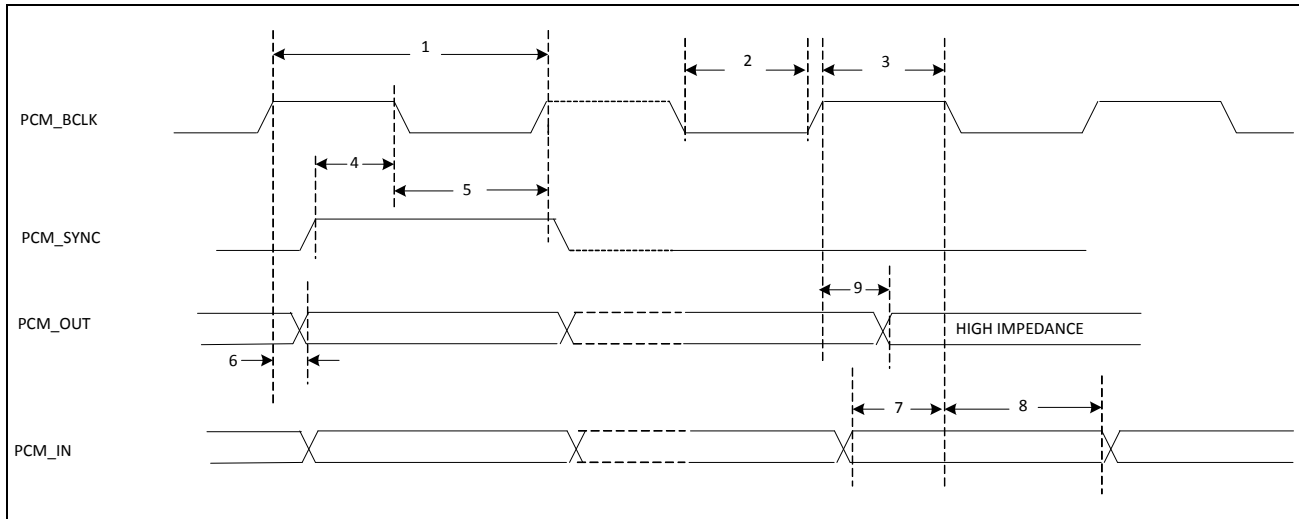 1
2
3
PCM_BCLK
4
5
PCM_SYNC
9
PCM_OUT
HIGH IMPEDANCE
6
7
8
PCM_IN